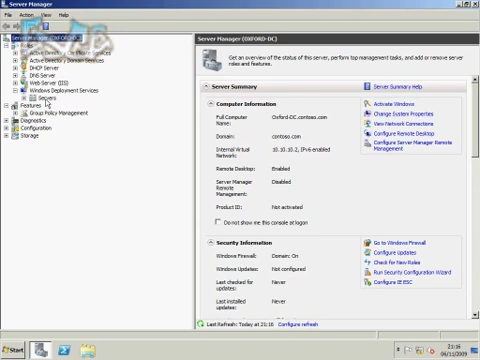 Server Manager
File Action View Help
Server Manager (OXFORD-DC)
Roles
Active Directory Certificate Services
Active Directory Domain Services
DHCP Server
DNS Server
Web Server (IIS)
Windows Deployment Services
Servers
Features
Group Policy Management
Diagnostics
Configuration
Storage
Server Manager (OXFORD-DC)
Get an overview of the status of this server, perform top management tasks, and add or remove server roles and features.
Server Summary
Server Summary Help
Computer Information
Full Computer Name: Oxford-DC.contoso.com
Domain: contoso.com
Internal Virtual Network: 10.10.10.2, IPv6 enabled
Remote Desktop: Enabled
Server Manager Remote Management: Disabled
Product ID: Not activated
Do not show me this console at logon
Activate Windows
Change System Properties
View Network Connections
Configure Remote Desktop
Configure Server Manager Remote Management
Security Information
Windows Firewall: Domain: On
Windows Updates: Not configured
Last checked for updates: Never
Last installed updates: Never
Go to Windows Firewall
Configure Updates
Check for New Roles
Run Security Configuration Wizard
Configure IE ESC
Last Refresh: Today at 21:16 Configure refresh
Start
21:16
06/11/2009